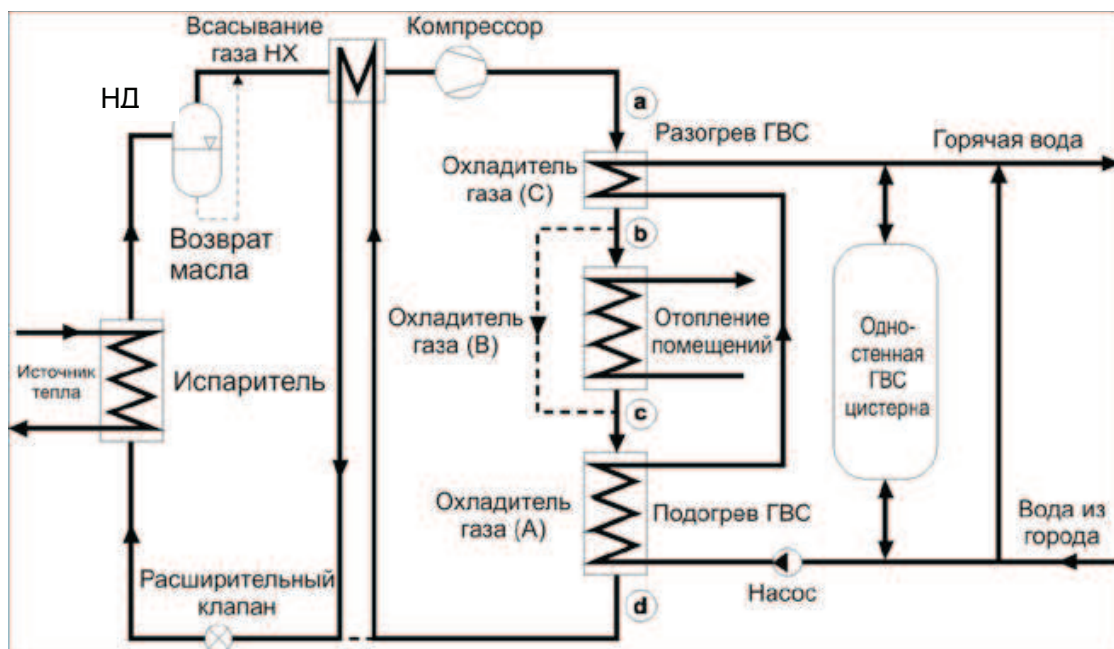 Всасывание
газа НХ
Компрессор
НД
a
Разогрев ГВС
Горячая вода
Охладитель
газа (C)
b
Возврат
масла
Охладитель
газа (B)
Отопление
помещений
Одно-
стенная
ГВС
цистерна
Источник
тепла
Испаритель
c
Охладитель
газа (A)
Подогрев ГВС
Вода из
города
Расширительный
клапан
d
Насос